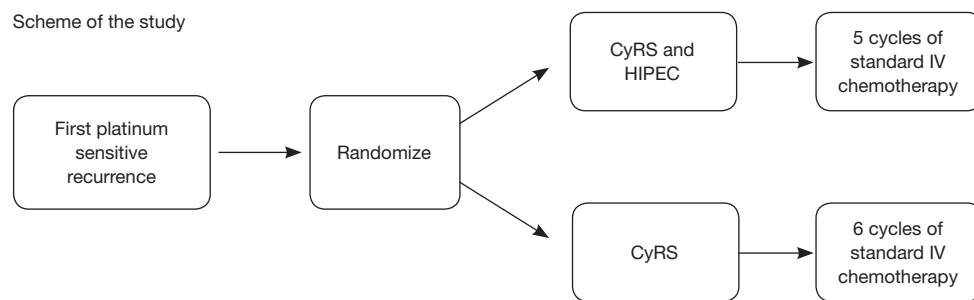 Scheme of the study
First platinum
sensitive
recurrence
Randomize
CyRS and
HIPEC
5 cycles of
standard IV
chemotherapy
CyRS
6 cycles of
standard IV
chemotherapy